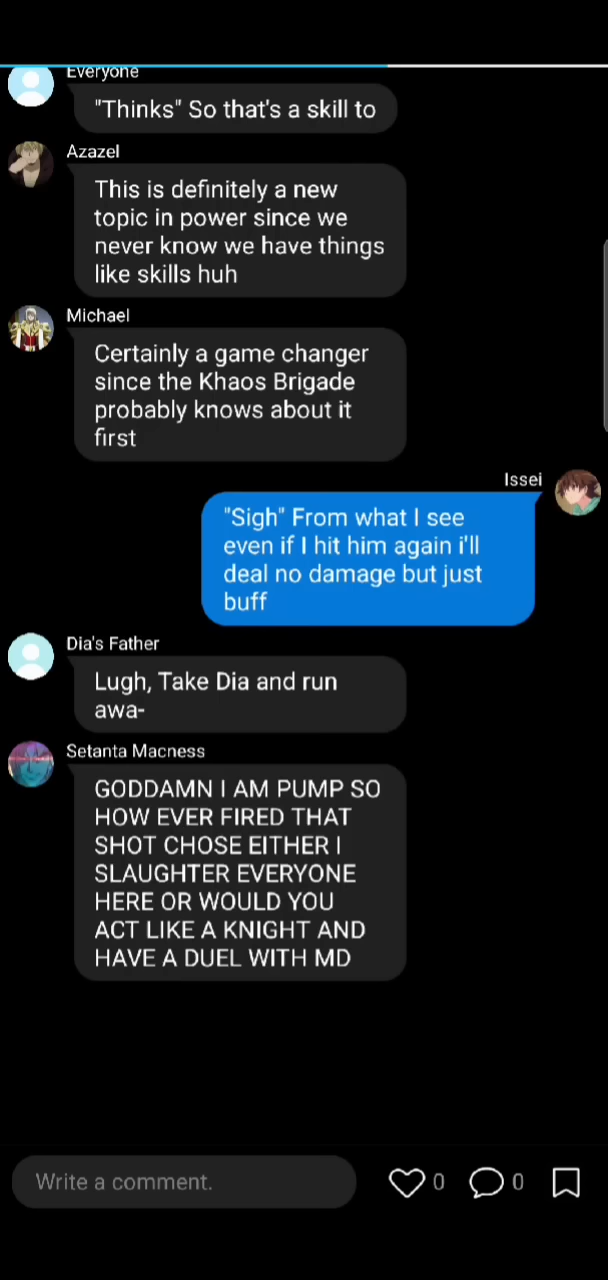 Everyone
"Thinks" So that's a skill to
Azazel
This is definitely a new
topic in power since we
never know we have things
like skills huh
Michael
Certainly a game changer
since the Khaos Brigade
probably knows about it
first
Issei
"Sigh" From what I see
even if I hit him again i'll
deal no damage but just
buff
Dia's Father
Lugh, Take Dia and run
awa-
Setanta Macness
GODDAMN I AM PUMP SO
HOW EVER FIRED THAT
SHOT CHOSE EITHER I
SLAUGHTER EVERYONE
HERE OR WOULD YOU
ACT LIKE A KNIGHT AND
HAVE A DUEL WITH MD
Write a comment.
0
0